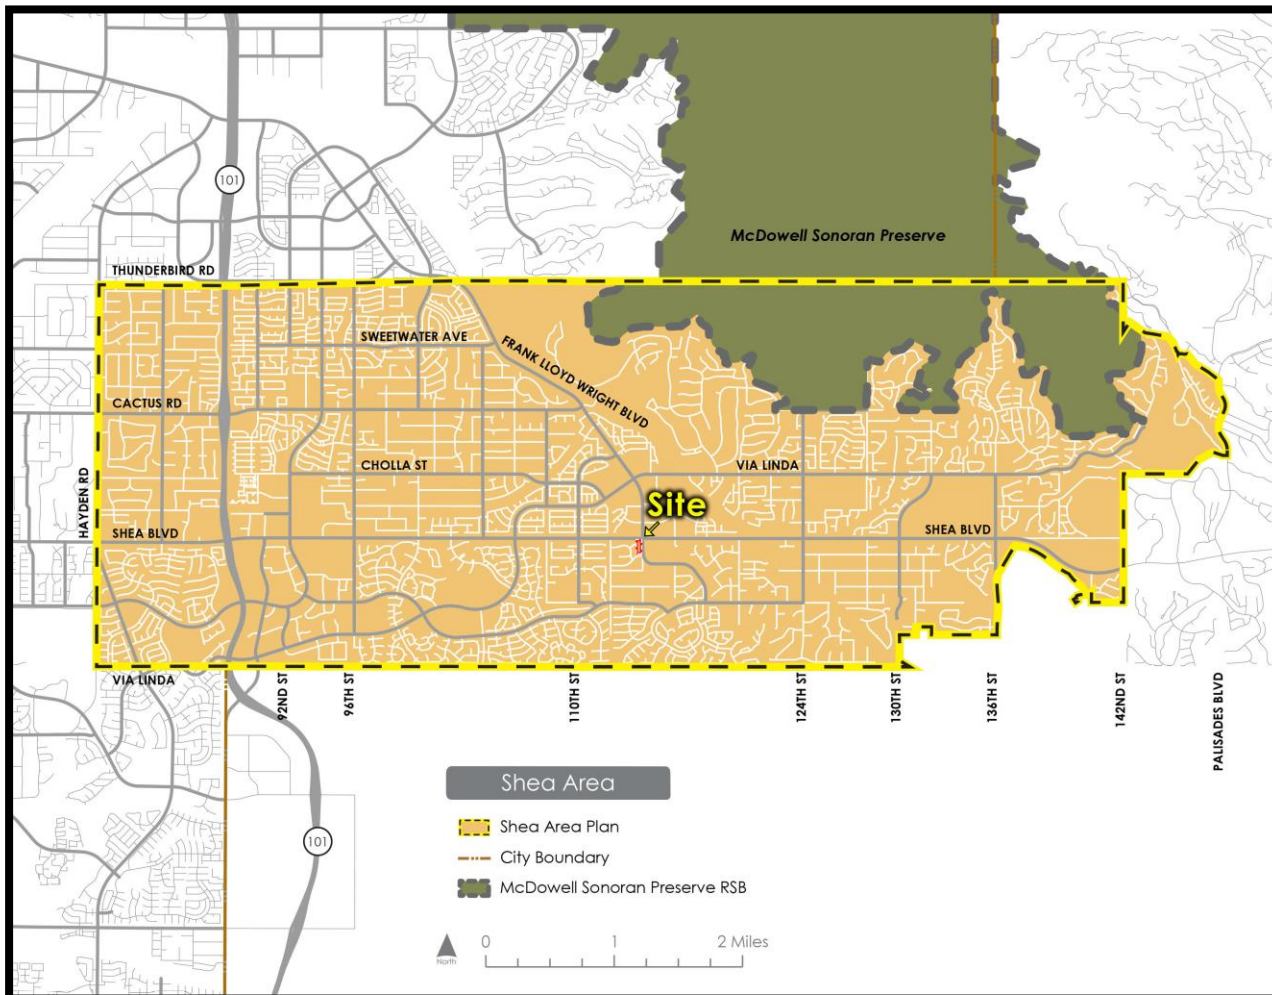 101
McDowell Sonoran Preserve
THUNDERBIRD RD
SWEETWATER AVE
FRANK LLOYD WRIGHT BLVD
CACTUS RD
CHOLLA ST
VIA LINDA
HAYDEN RD
Site
SHEA BLVD
SHEA BLVD
VIA LINDA
92ND ST
96TH ST
110TH ST
124TH ST
130TH ST
136TH ST
142ND ST
PALISADES BLVD
101
Shea Area
Shea Area Plan
City Boundary
McDowell Sonoran Preserve RSB
North
0 1 2 Miles